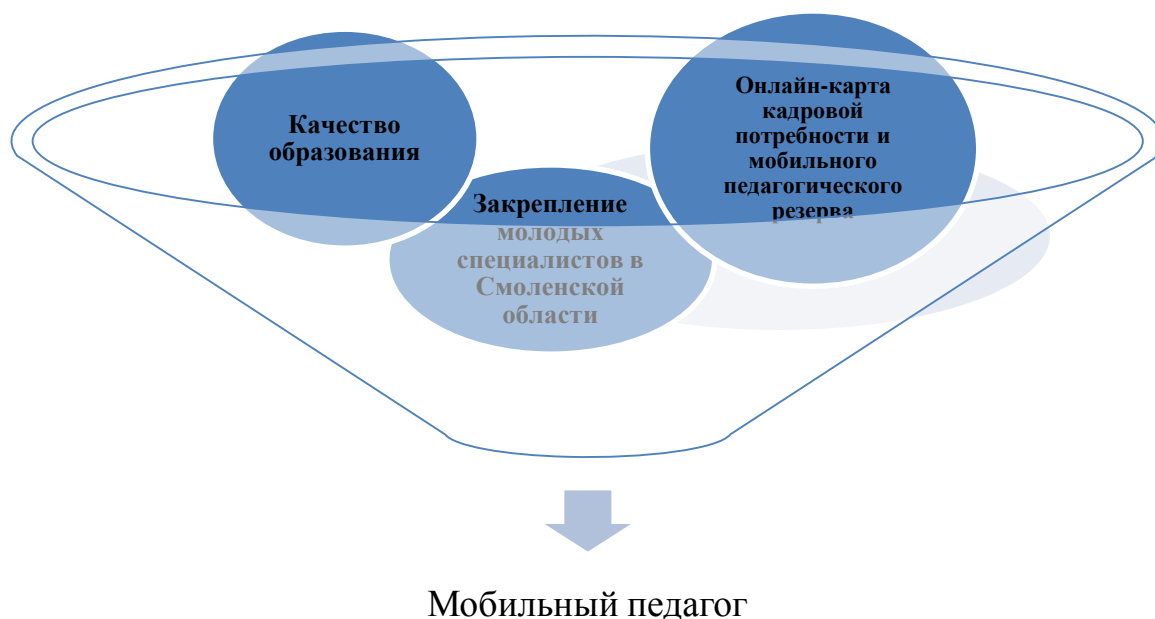 Качество
образования
Онлайн-карта
кадровой
потребности и
мобильного
педагогического
резерва
Закрепление
молодых
специалистов в
Смоленской
области
Мобильный педагог